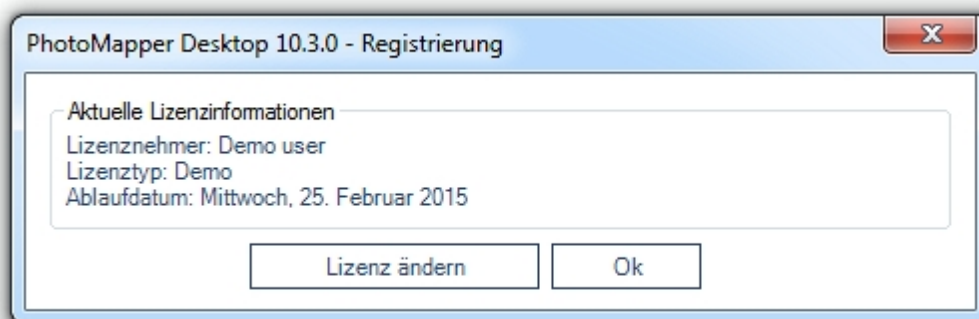 PhotoMapper Desktop 10.3.0 - Registrierung
Aktuelle Lizenzinformationen
Lizenznehmer: Demo user
Lizenztyp: Demo
Ablaufdatum: Mittwoch, 25. Februar 2015
Lizenz ändern
Ok